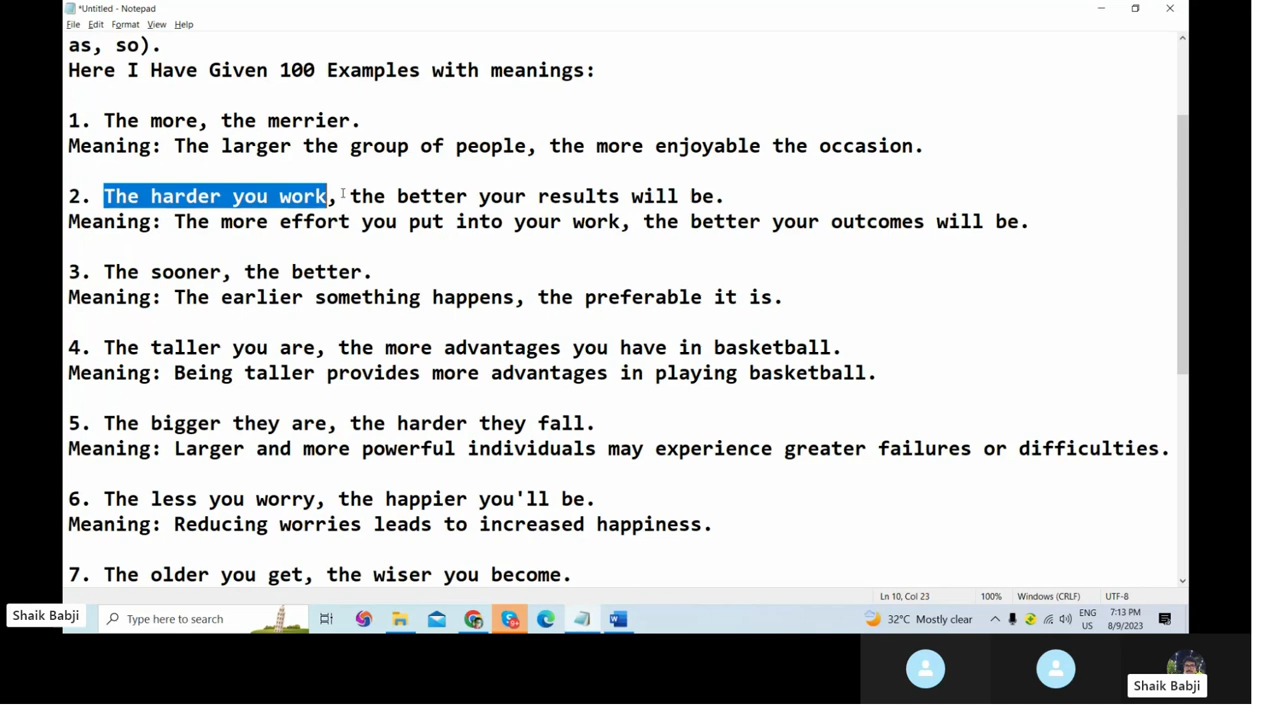 *Untitled - Notepad
File Edit Format View Help
as, so).
Here I Have Given 100 Examples with meanings:
1. The more, the merrier.
Meaning: The larger the group of people, the more enjoyable the occasion.
2. The harder you work, the better your results will be.
Meaning: The more effort you put into your work, the better your outcomes will be.
3. The sooner, the better.
Meaning: The earlier something happens, the preferable it is.
4. The taller you are, the more advantages you have in basketball.
Meaning: Being taller provides more advantages in playing basketball.
5. The bigger they are, the harder they fall.
Meaning: Larger and more powerful individuals may experience greater failures or difficulties.
6. The less you worry, the happier you'll be.
Meaning: Reducing worries leads to increased happiness.
7. The older you get, the wiser you become.
Ln 10, Col 23 100% Windows (CRLF) UTF-8
Shaik Babji
Type here to search
32°C Mostly clear
ENG
US
7:13 PM
8/9/2023
Shaik Babji